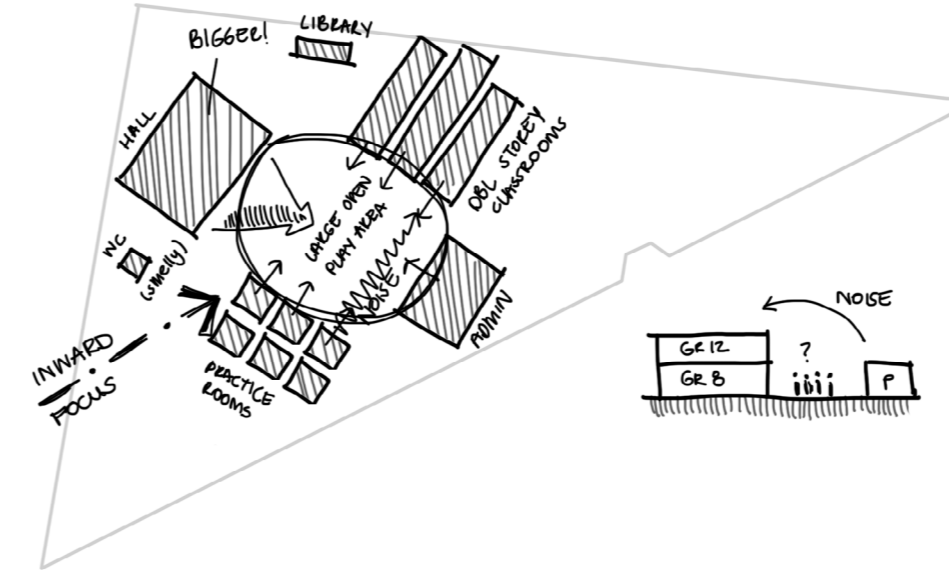 BIGGER!
LIBRARY
HALL
DBL STOREY
CLASSROOMS
LARGE OPEN
PLAY AREA
NOISE
WC
(smelly)
ADMIN
INWARD
FOCUS
PRACTICE
ROOMS
NOISE
GR 12
?
GR 8
P